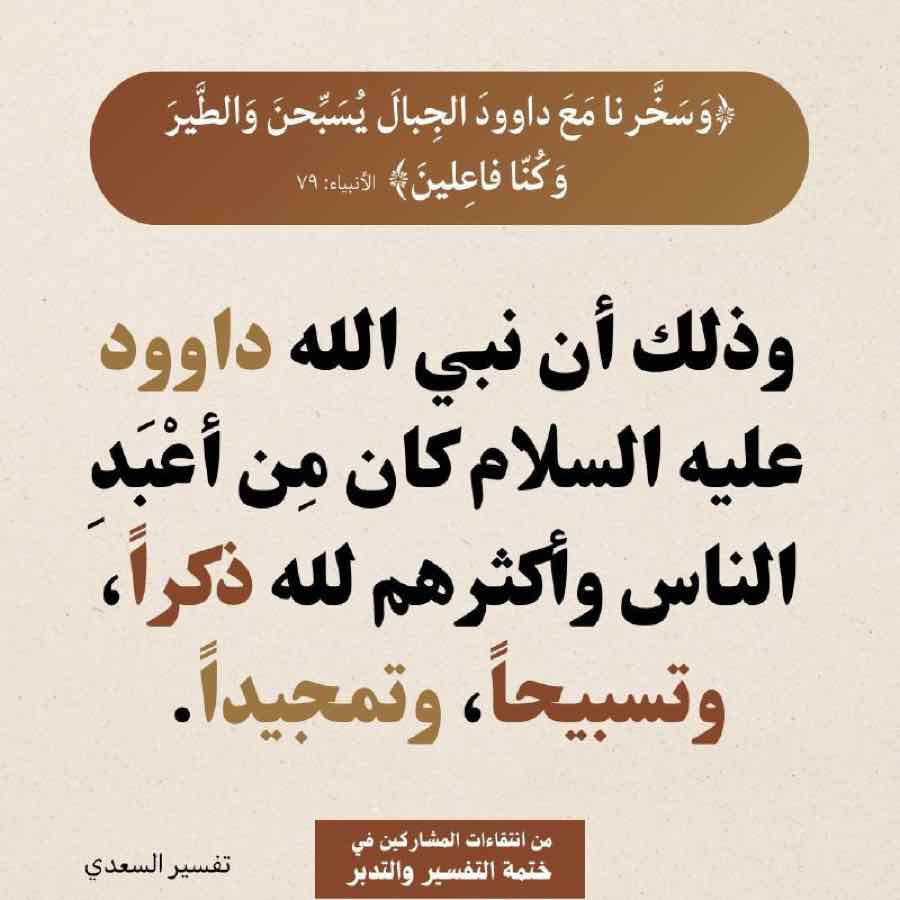 ﴿وَسَخَّرنا مَعَ داوودَ الجِبالَ يُسَبِّحنَ وَالطَّيرَ
وَكُنّا فاعِلينَ﴾ الأنبياء: ٧٩
وذلك أن نبي الله داوود
عليه السلام كان مِن أعْبَدِ
الناس وأكثرهم لله ذكراً،
وتسبيحاً، وتمجيداً.
من انتقاءات المشاركين في
ختمة التفسير والتدبر
تفسير السعدي